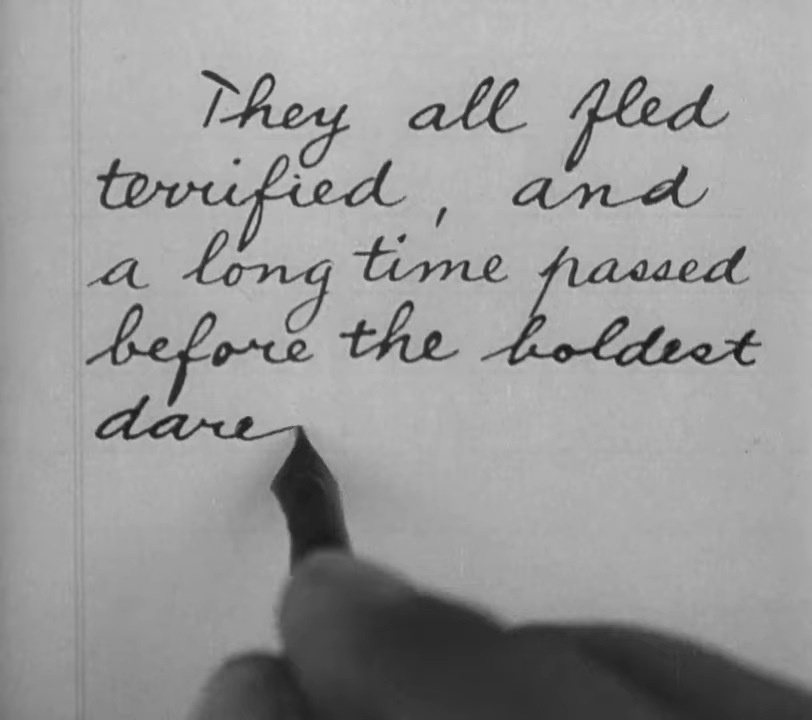 They all fled
terrified, and
a long time passed
before the boldest
dare